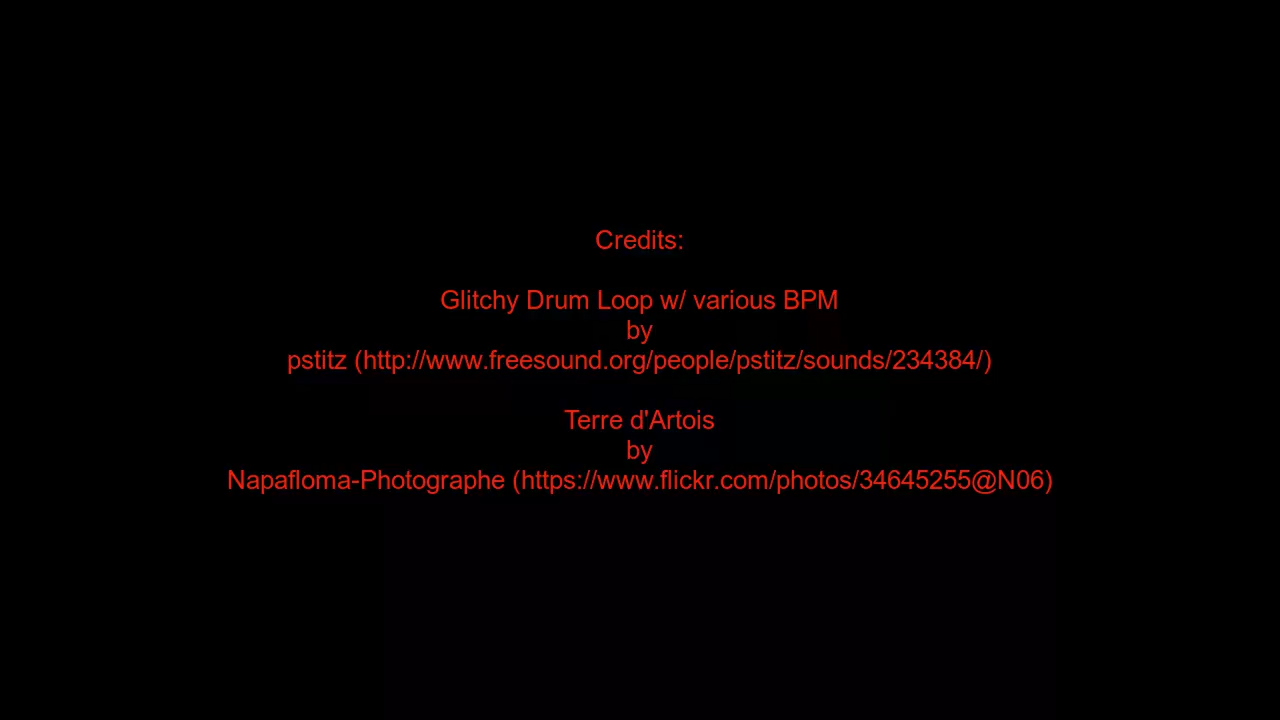 Credits:
Glitchy Drum Loop w/ various BPM
by
pstitz (http://www.freesound.org/people/pstitz/sounds/234384/)
Terre d'Artois
by
Napafloma-Photographe (https://www.flickr.com/photos/34645255@N06)